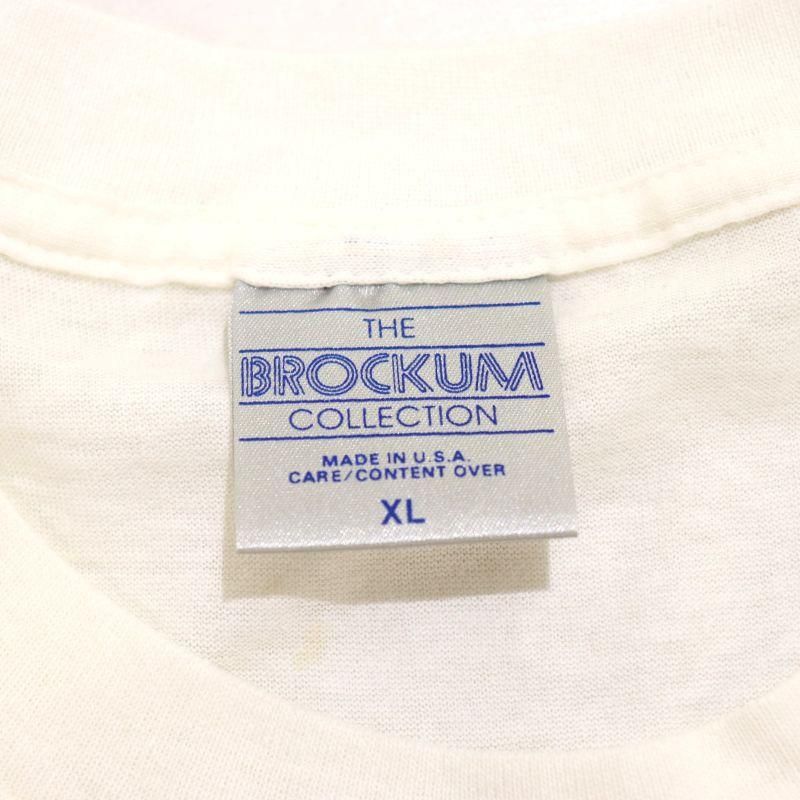 THE
BROCKUM
COLLECTION
MADE IN U.S.A.
CARE/CONTENT OVER
XL